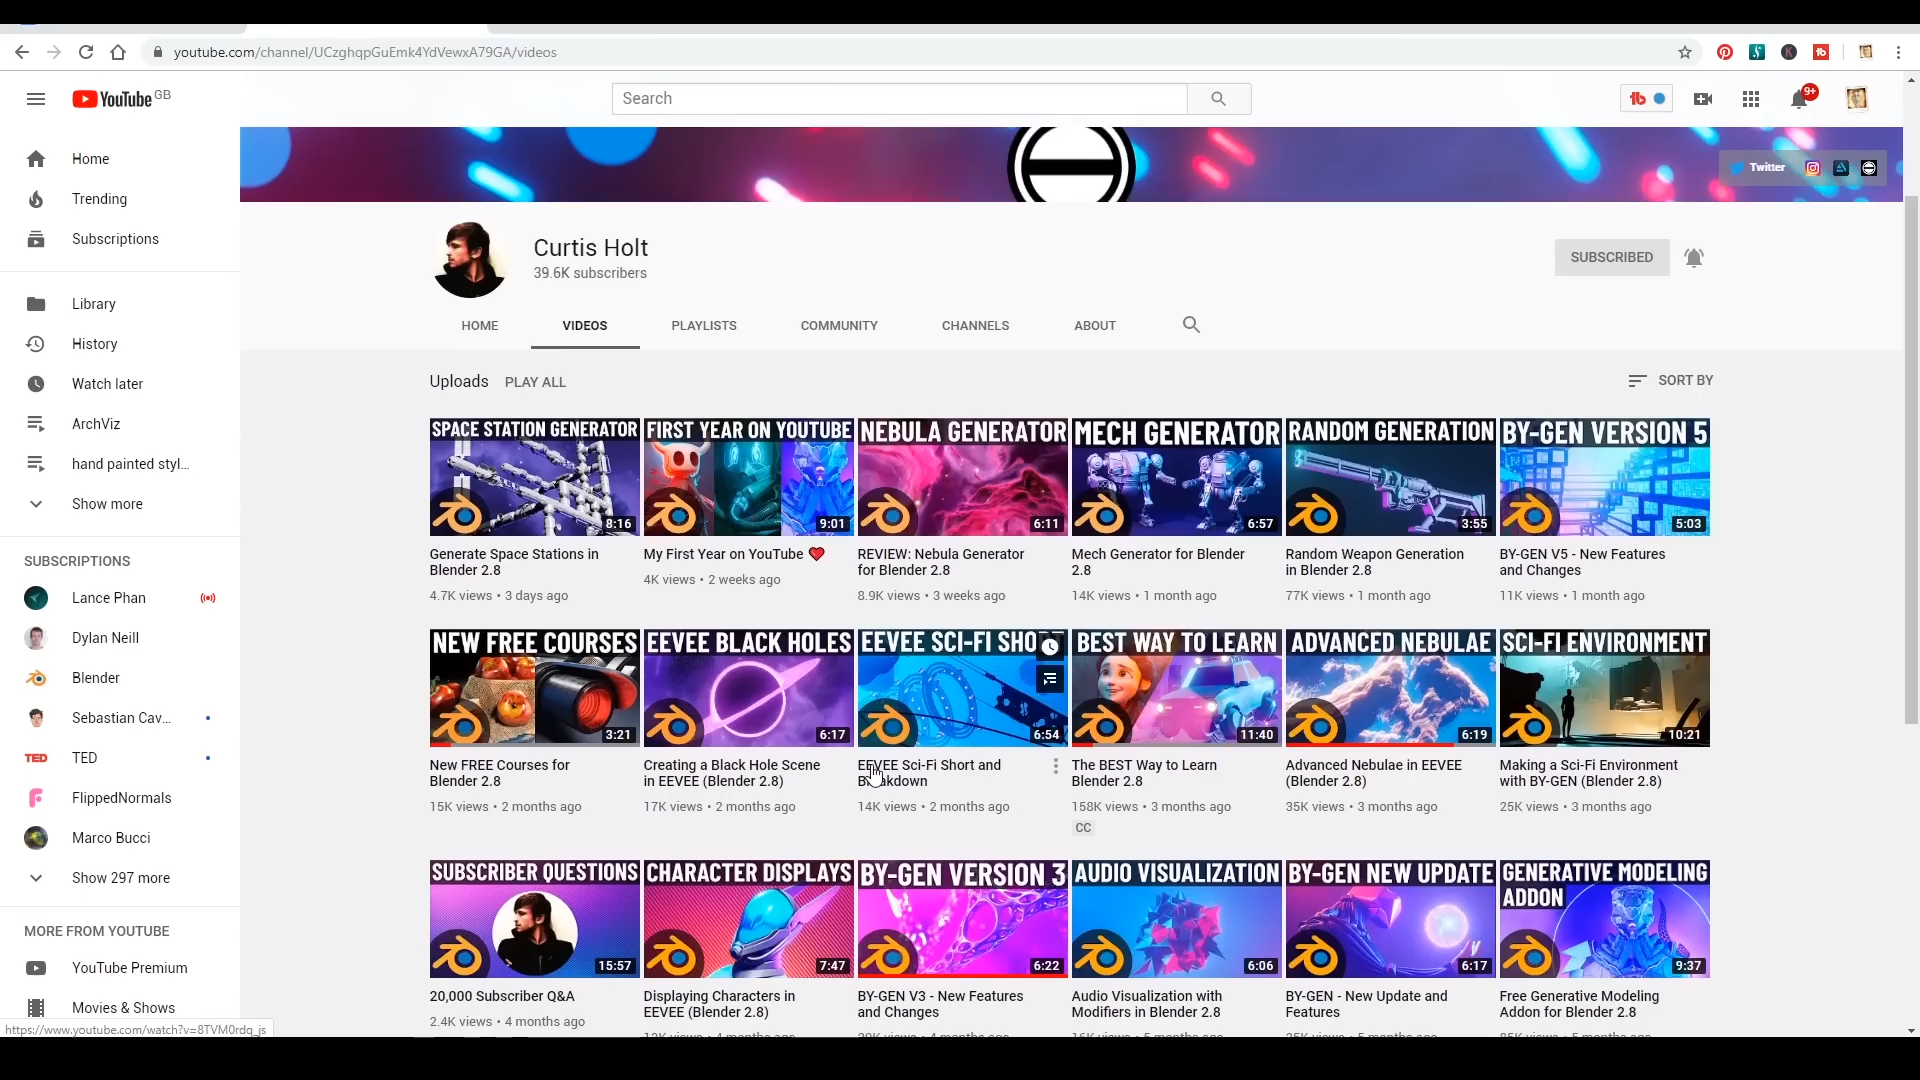 youtube.com/channel/UCzghqpGuEmk4YdVewxA79GA/videos
YouTube GB
Search
9+
Home
Trending
Subscriptions
Library
History
Watch later
ArchViz
hand painted styl...
Show more
SUBSCRIPTIONS
Lance Phan
Dylan Neill
Blender
Sebastian Cav...
TED
TED
FlippedNormals
Marco Bucci
Show 297 more
MORE FROM YOUTUBE
YouTube Premium
Movies & Shows
https://www.youtube.com/watch?v=8TVM0rdq_js
Twitter
Curtis Holt
39.6K subscribers
SUBSCRIBED
HOME
VIDEOS
PLAYLISTS
COMMUNITY
CHANNELS
ABOUT
Uploads
PLAY ALL
SORT BY
SPACE STATION GENERATOR
8:16
Generate Space Stations in
Blender 2.8
4.7K views • 3 days ago
FIRST YEAR ON YOUTUBE
9:01
My First Year on YouTube ❤
4K views • 2 weeks ago
NEBULA GENERATOR
6:11
REVIEW: Nebula Generator
for Blender 2.8
8.9K views • 3 weeks ago
MECH GENERATOR
6:57
Mech Generator for Blender
2.8
14K views • 1 month ago
RANDOM GENERATION
3:55
Random Weapon Generation
in Blender 2.8
77K views • 1 month ago
BY-GEN VERSION 5
5:03
BY-GEN V5 - New Features
and Changes
11K views • 1 month ago
NEW FREE COURSES
3:21
New FREE Courses for
Blender 2.8
15K views • 2 months ago
EEVEE BLACK HOLES
6:17
Creating a Black Hole Scene
in EEVEE (Blender 2.8)
17K views • 2 months ago
EEVEE SCI-FI SHORT
6:54
EEVEE Sci-Fi Short and
Breakdown
14K views • 2 months ago
BEST WAY TO LEARN
11:40
The BEST Way to Learn
Blender 2.8
158K views • 3 months ago
CC
ADVANCED NEBULAE
6:19
Advanced Nebulae in EEVEE
(Blender 2.8)
35K views • 3 months ago
SCI-FI ENVIRONMENT
10:21
Making a Sci-Fi Environment
with BY-GEN (Blender 2.8)
25K views • 3 months ago
SUBSCRIBER QUESTIONS
15:57
20,000 Subscriber Q&A
2.4K views • 4 months ago
CHARACTER DISPLAYS
7:47
Displaying Characters in
EEVEE (Blender 2.8)
BY-GEN VERSION 3
6:22
BY-GEN V3 - New Features
and Changes
AUDIO VISUALIZATION
6:06
Audio Visualization with
Modifiers in Blender 2.8
BY-GEN NEW UPDATE
6:17
BY-GEN - New Update and
Features
GENERATIVE MODELING
ADDON
9:37
Free Generative Modeling
Addon for Blender 2.8